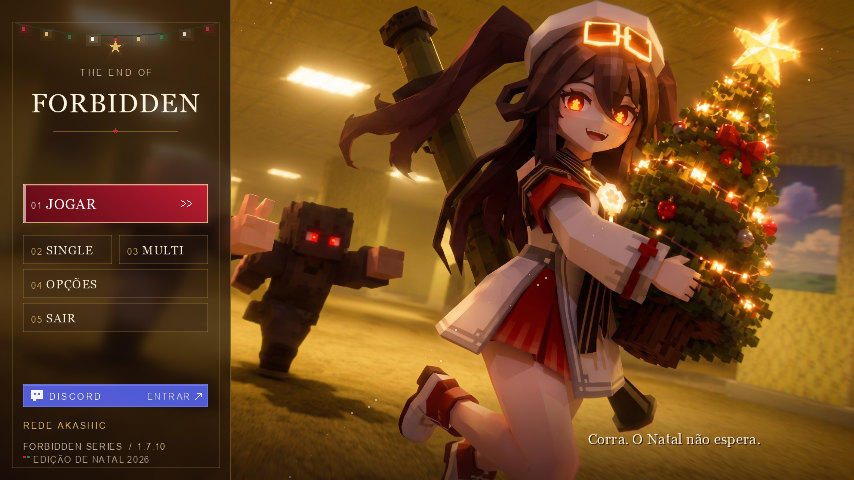 THE END OF
FORBIDDEN
01 JOGAR >>
02 SINGLE
03 MULTI
04 OPÇÕES
05 SAIR
DISCORD ENTRAR ↗
REDE AKASHIC
FORBIDDEN SERIES / 1.7.10
EDIÇÃO DE NATAL 2026
Corra. O Natal não espera.